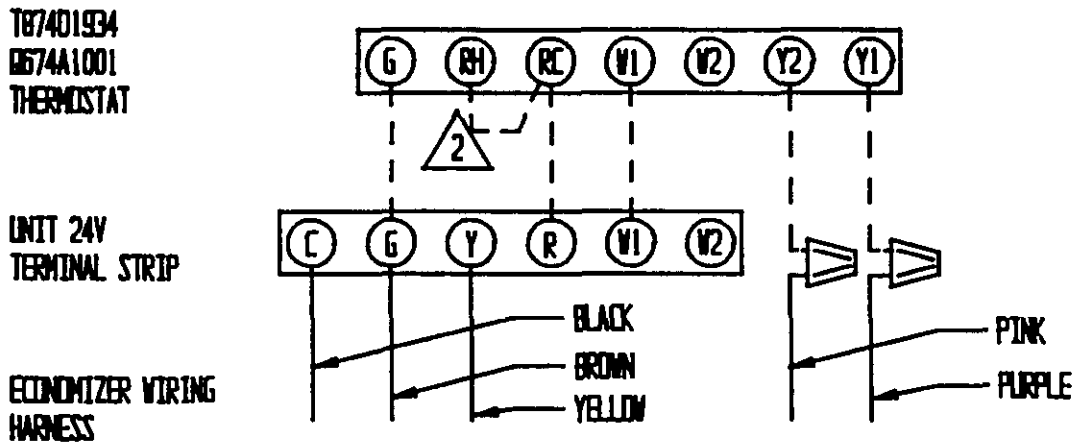 T87401934
Q674A1001
THERMOSTAT
G RH RC W1 W2 Y2 Y1
2
UNIT 24V
TERMINAL STRIP
C G Y R W1 W2
BLACK
BROWN
YELLOW
PINK
PURPLE
ECONOMIZER WIRING
HARNESS